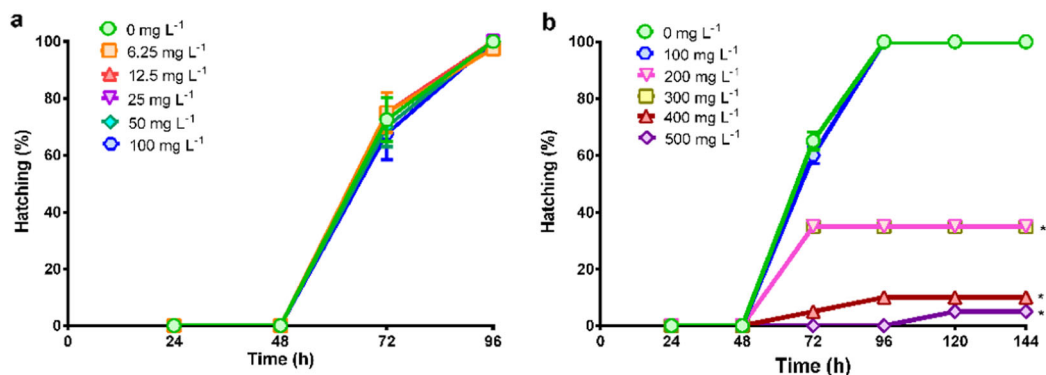 a
0 mg L⁻¹
6.25 mg L⁻¹
12.5 mg L⁻¹
25 mg L⁻¹
50 mg L⁻¹
100 mg L⁻¹
Hatching (%)
100
80
60
40
20
0
0
24
48
72
96
Time (h)
b
0 mg L⁻¹
100 mg L⁻¹
200 mg L⁻¹
300 mg L⁻¹
400 mg L⁻¹
500 mg L⁻¹
Hatching (%)
100
80
60
40
20
0
0
24
48
72
96
120
144
Time (h)
*
*
*